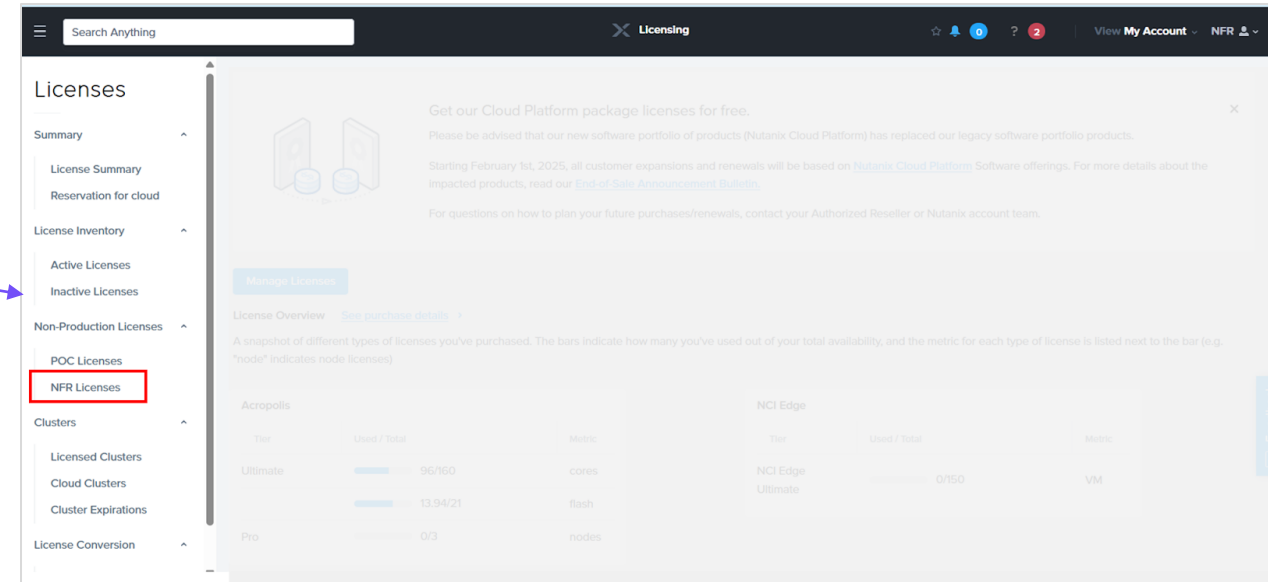 Search Anything
Licensing
0
?
2
View My Account
NFR
Licenses
Summary
License Summary
Reservation for cloud
License Inventory
Active Licenses
Inactive Licenses
Non-Production Licenses
POC Licenses
NFR Licenses
Clusters
Licensed Clusters
Cloud Clusters
Cluster Expirations
License Conversion
Get our Cloud Platform package licenses for free.
Please be advised that our new software portfolio of products (Nutanix Cloud Platform) has replaced our legacy software portfolio products.
Starting February 1st, 2025, all customer expansions and renewals will be based on Nutanix Cloud Platform Software offerings. For more details about the
impacted products, read our End-of-Sale Announcement Bulletin.
For questions on how to plan your future purchases/renewals, contact your Authorized Reseller or Nutanix account team.
Manage Licenses
License Overview See purchase details
A snapshot of different types of licenses you've purchased. The bars indicate how many you've used out of your total availability, and the metric for each type of license is listed next to the bar (e.g.
"node" indicates node licenses)
Acropolis
Tier Used / Total Metric
Ultimate 96/160 cores
13.94/21 flash
Pro 0/3 nodes
NCI Edge
Tier Used / Total Metric
NCI Edge
Ultimate 0/150 VM